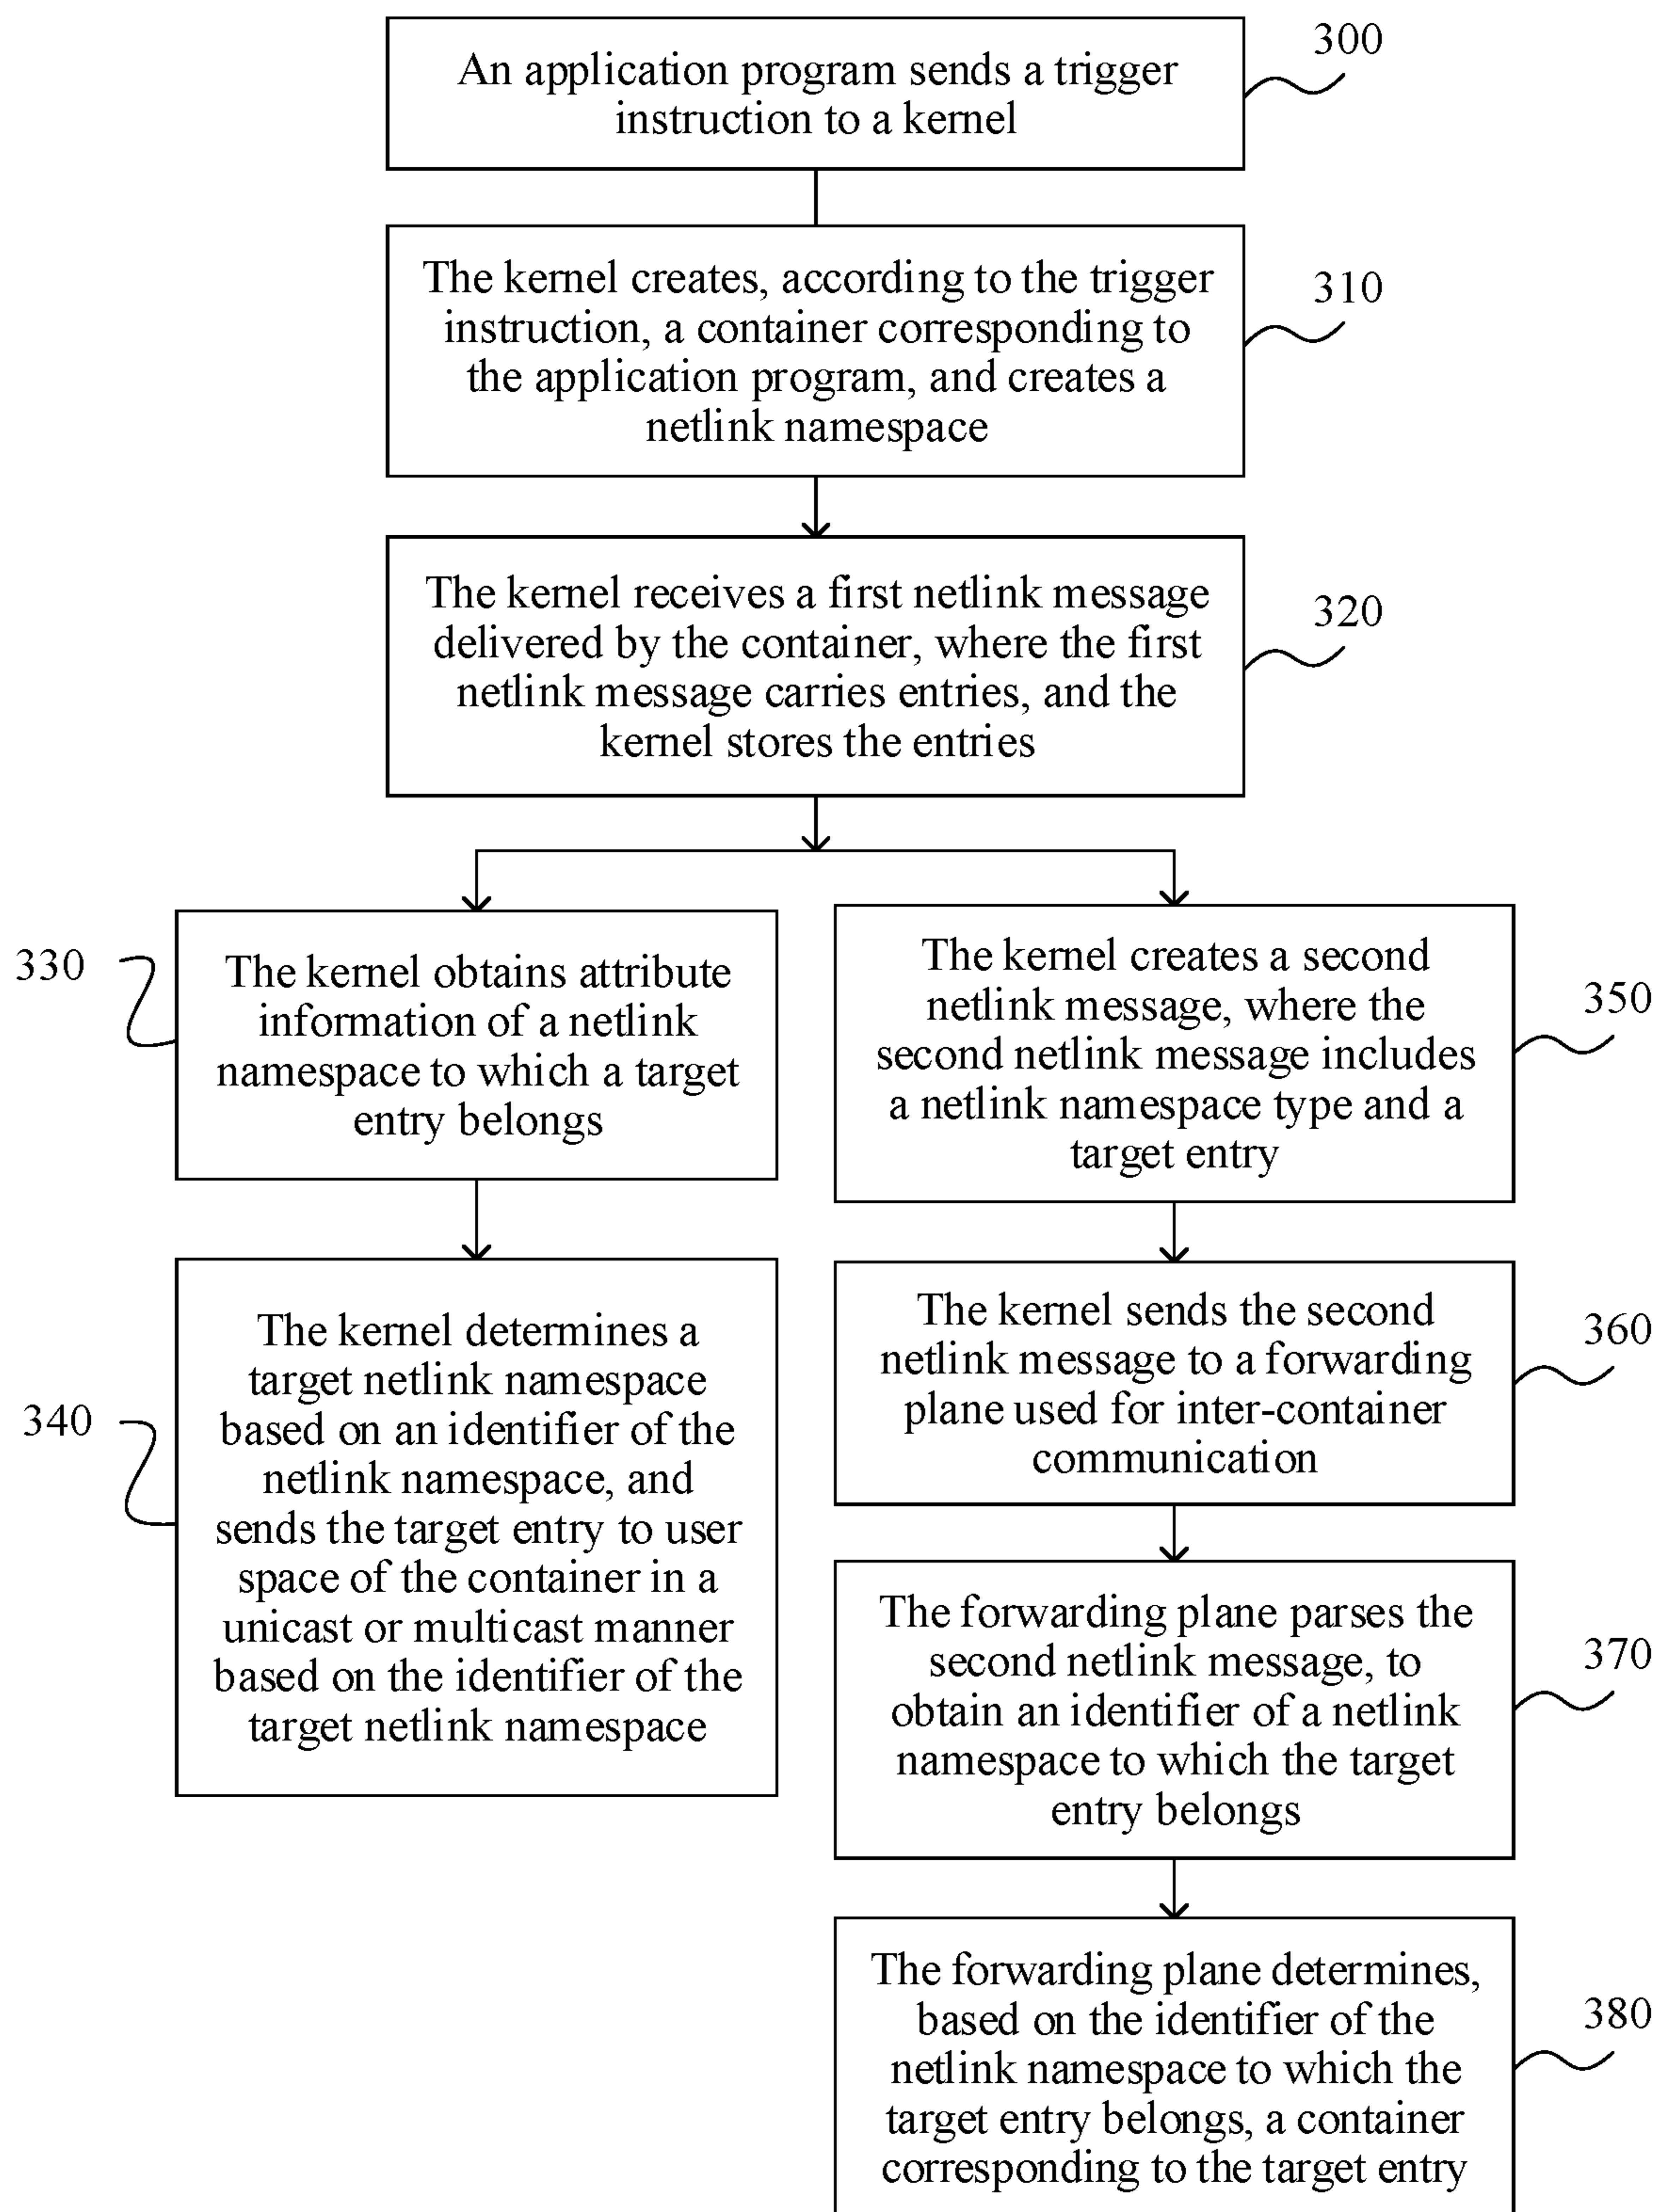 An application program sends a trigger
instruction to a kernel
300
The kernel creates, according to the trigger
instruction, a container corresponding to
the application program, and creates a
netlink namespace
310
The kernel receives a first netlink message
delivered by the container, where the first
netlink message carries entries, and the
kernel stores the entries
320
330
The kernel obtains attribute
information of a netlink
namespace to which a target
entry belongs
340
The kernel determines a
target netlink namespace
based on an identifier of the
netlink namespace, and
sends the target entry to user
space of the container in a
unicast or multicast manner
based on the identifier of the
target netlink namespace
The kernel creates a second
netlink message, where the
second netlink message includes
a netlink namespace type and a
target entry
350
The kernel sends the second
netlink message to a forwarding
plane used for inter-container
communication
360
The forwarding plane parses the
second netlink message, to
obtain an identifier of a netlink
namespace to which the target
entry belongs
370
The forwarding plane determines,
based on the identifier of the
netlink namespace to which the
target entry belongs, a container
corresponding to the target entry
380